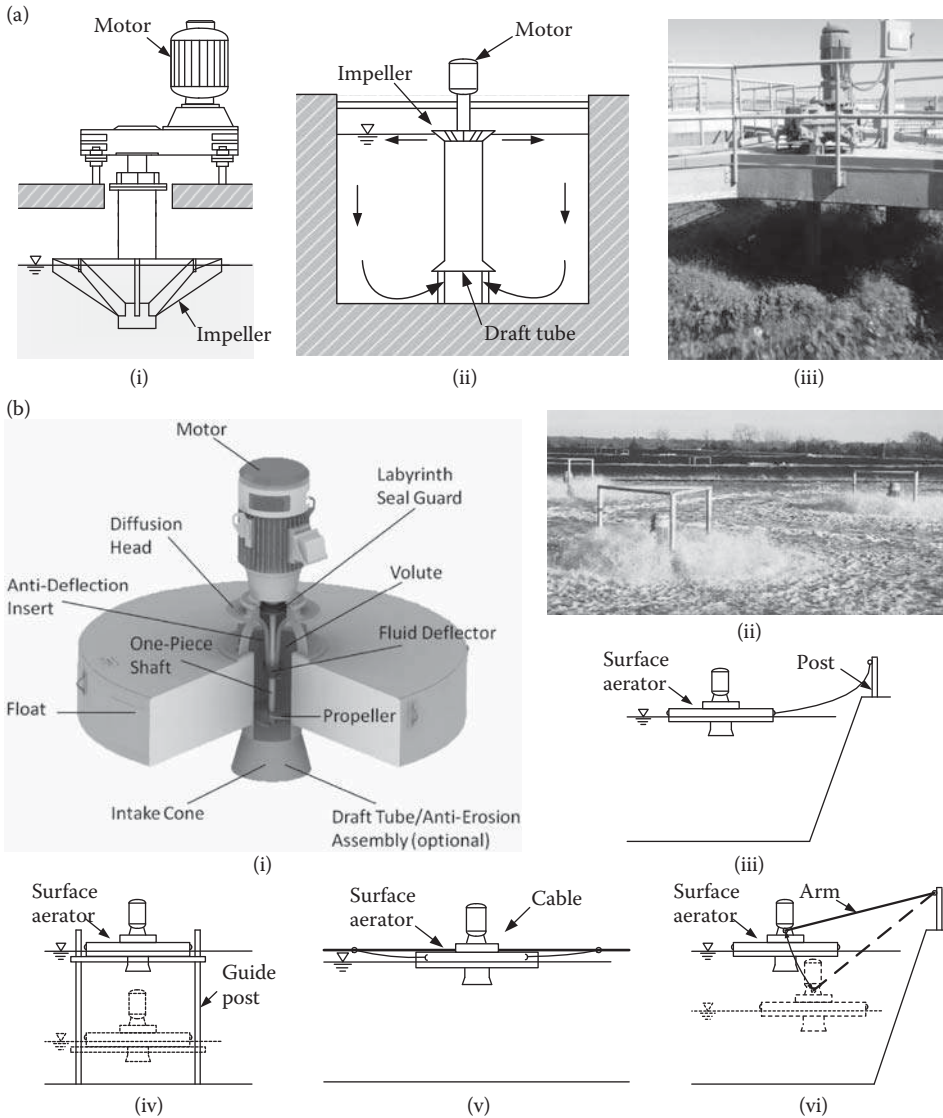 (a)
Motor
Impeller
(i)
Motor
Impeller
Draft tube
(ii)
(iii)
(b)
Motor
Labyrinth
Seal Guard
Diffusion
Head
Anti-Deflection
Insert
Volute
One-Piece
Shaft
Fluid Deflector
Float
Propeller
Intake Cone
Draft Tube/Anti-Erosion
Assembly (optional)
(i)
(ii)
Surface
aerator
Post
(iii)
Surface
aerator
Guide
post
(iv)
Surface
aerator
Cable
(v)
Surface
aerator
Arm
(vi)